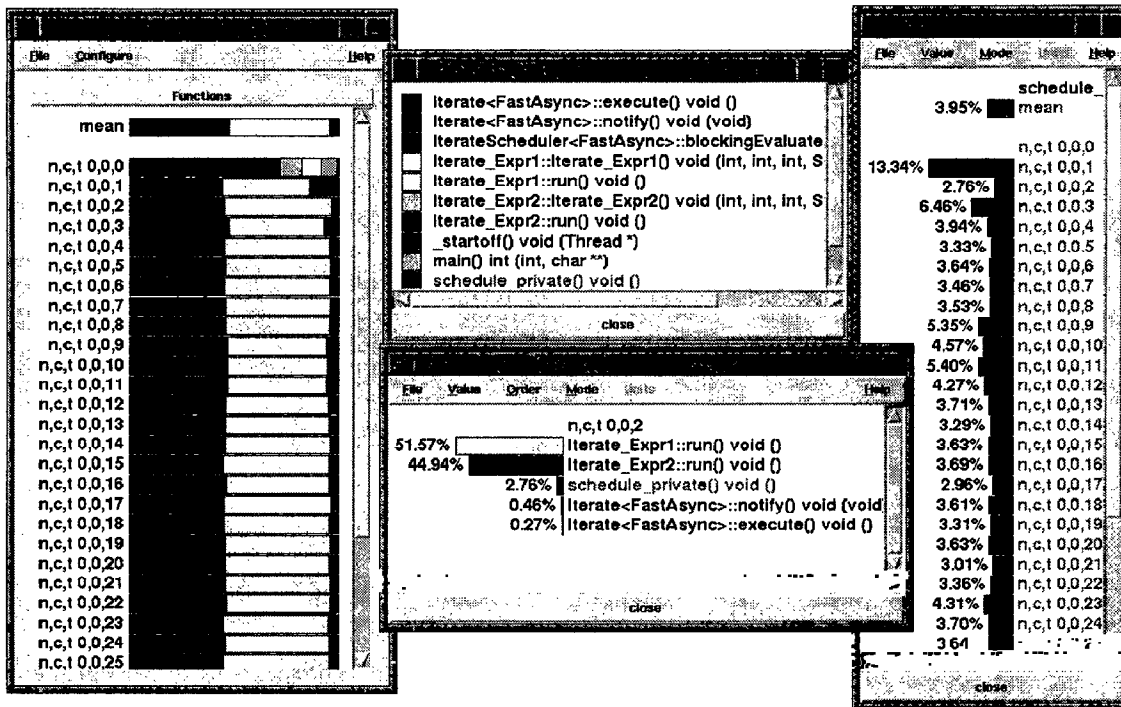 File Configure Help
Functions
mean
n,c,t 0,0,0
n,c,t 0,0,1
n,c,t 0,0,2
n,c,t 0,0,3
n,c,t 0,0,4
n,c,t 0,0,5
n,c,t 0,0,6
n,c,t 0,0,7
n,c,t 0,0,8
n,c,t 0,0,9
n,c,t 0,0,10
n,c,t 0,0,11
n,c,t 0,0,12
n,c,t 0,0,13
n,c,t 0,0,14
n,c,t 0,0,15
n,c,t 0,0,16
n,c,t 0,0,17
n,c,t 0,0,18
n,c,t 0,0,19
n,c,t 0,0,20
n,c,t 0,0,21
n,c,t 0,0,22
n,c,t 0,0,23
n,c,t 0,0,24
n,c,t 0,0,25
Iterate<FastAsync>::execute() void ()
Iterate<FastAsync>::notify() void (void)
IterateScheduler<FastAsync>::blockingEvaluate
Iterate_Expr1::Iterate_Expr1() void (int, int, int, S
Iterate_Expr1::run() void ()
Iterate_Expr2::Iterate_Expr2() void (int, int, int, S
Iterate_Expr2::run() void ()
_startoff() void (Thread *)
main() int (int, char **)
schedule_private() void ()
close
File Value Order Mode Help
n,c,t 0,0,2
51.57% Iterate_Expr1::run() void ()
44.94% Iterate_Expr2::run() void ()
2.76% schedule_private() void ()
0.46% Iterate<FastAsync>::notify() void (void
0.27% Iterate<FastAsync>::execute() void ()
close
File Value Mode Help
schedule_
3.95% mean
n,c,t 0,0,0
13.34% n,c,t 0,0,1
2.76% n,c,t 0,0,2
6.46% n,c,t 0,0,3
3.94% n,c,t 0,0,4
3.33% n,c,t 0,0,5
3.64% n,c,t 0,0,6
3.46% n,c,t 0,0,7
3.53% n,c,t 0,0,8
5.35% n,c,t 0,0,9
4.57% n,c,t 0,0,10
5.40% n,c,t 0,0,11
4.27% n,c,t 0,0,12
3.71% n,c,t 0,0,13
3.29% n,c,t 0,0,14
3.63% n,c,t 0,0,15
3.69% n,c,t 0,0,16
2.96% n,c,t 0,0,17
3.61% n,c,t 0,0,18
3.31% n,c,t 0,0,19
3.63% n,c,t 0,0,20
3.01% n,c,t 0,0,21
3.36% n,c,t 0,0,22
4.31% n,c,t 0,0,23
3.70% n,c,t 0,0,24
3.64
close